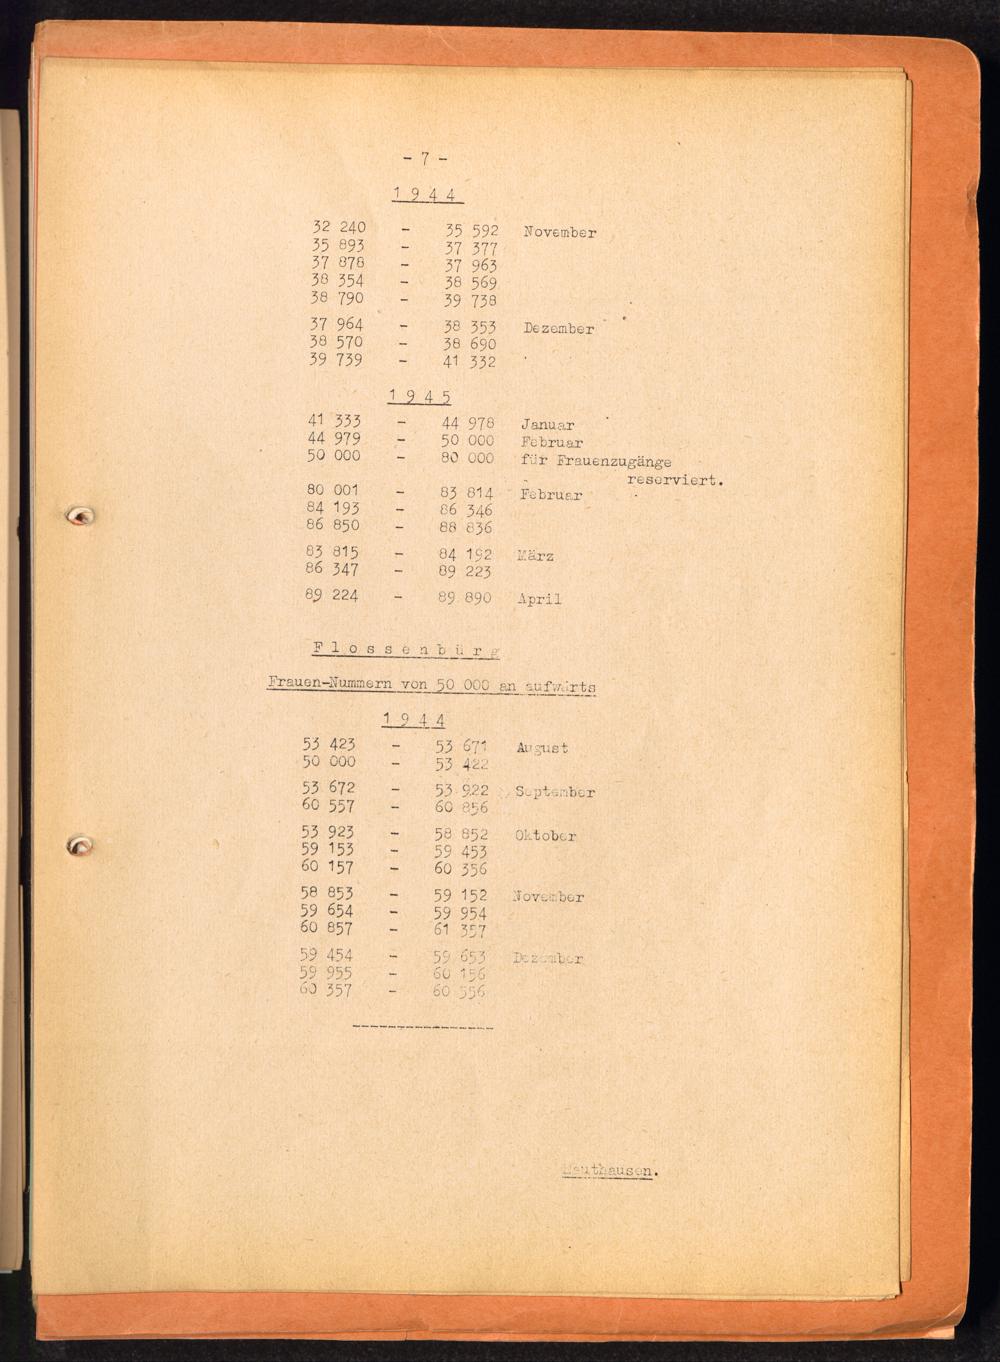 - 7 -
1 9 4 4
32 240 - 35 592 November
35 893 - 37 377
37 878 - 37 963
38 354 - 38 569
38 790 - 39 738
37 964 - 38 353 Dezember
38 570 - 38 690
39 739 - 41 332
1 9 4 5
41 333 - 44 978 Januar
44 979 - 50 000 Februar
50 000 - 80 000 für Frauenzugänge
reserviert.
80 001 - 83 814 Februar
84 193 - 86 346
86 850 - 88 836
83 815 - 84 192 März
86 347 - 89 223
89 224 - 89 890 April
F l o s s e n b ü r g
Frauen-Nummern von 50 000 an aufwärts
1 9 4 4
53 423 - 53 671 August
50 000 - 53 422
53 672 - 53 922 September
60 557 - 60 856
53 923 - 58 852 Oktober
59 153 - 59 453
60 157 - 60 356
58 853 - 59 152 November
59 654 - 59 954
60 857 - 61 357
59 454 - 59 653 Dezember
59 955 - 60 156
60 357 - 60 556
----------------
Mauthausen.